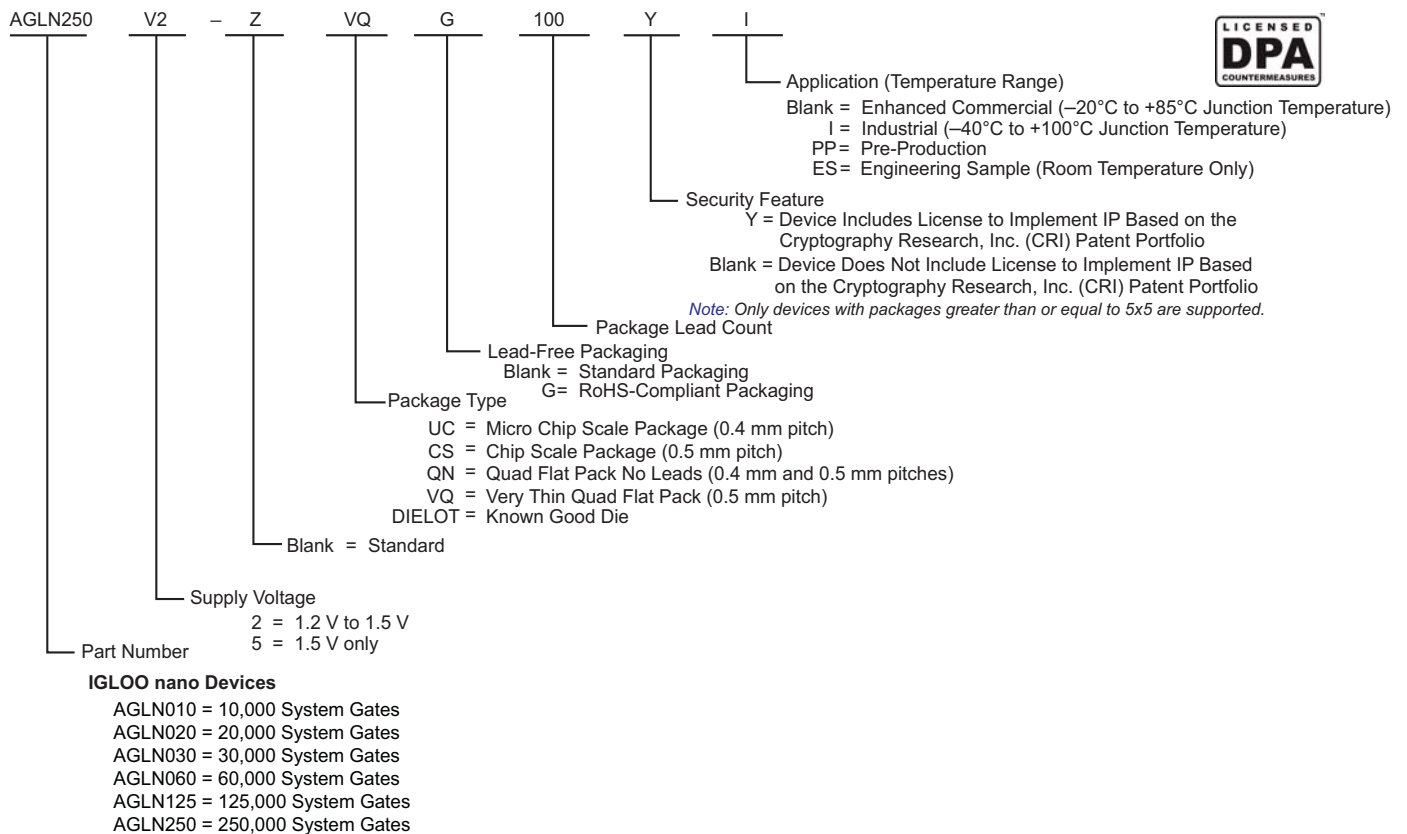 AGLN250 V2 – Z VQ G 100 Y I
LICENSED
DPA
COUNTERMEASURES
™
Application (Temperature Range)
Blank = Enhanced Commercial (–20°C to +85°C Junction Temperature)
I = Industrial (–40°C to +100°C Junction Temperature)
PP= Pre-Production
ES= Engineering Sample (Room Temperature Only)
Security Feature
Y = Device Includes License to Implement IP Based on the
Cryptography Research, Inc. (CRI) Patent Portfolio
Blank = Device Does Not Include License to Implement IP Based
on the Cryptography Research, Inc. (CRI) Patent Portfolio
Note: Only devices with packages greater than or equal to 5x5 are supported.
Package Lead Count
Lead-Free Packaging
Blank = Standard Packaging
G= RoHS-Compliant Packaging
Package Type
UC = Micro Chip Scale Package (0.4 mm pitch)
CS = Chip Scale Package (0.5 mm pitch)
QN = Quad Flat Pack No Leads (0.4 mm and 0.5 mm pitches)
VQ = Very Thin Quad Flat Pack (0.5 mm pitch)
DIELOT = Known Good Die
Blank = Standard
Supply Voltage
2 = 1.2 V to 1.5 V
5 = 1.5 V only
Part Number
IGLOO nano Devices
AGLN010 = 10,000 System Gates
AGLN020 = 20,000 System Gates
AGLN030 = 30,000 System Gates
AGLN060 = 60,000 System Gates
AGLN125 = 125,000 System Gates
AGLN250 = 250,000 System Gates